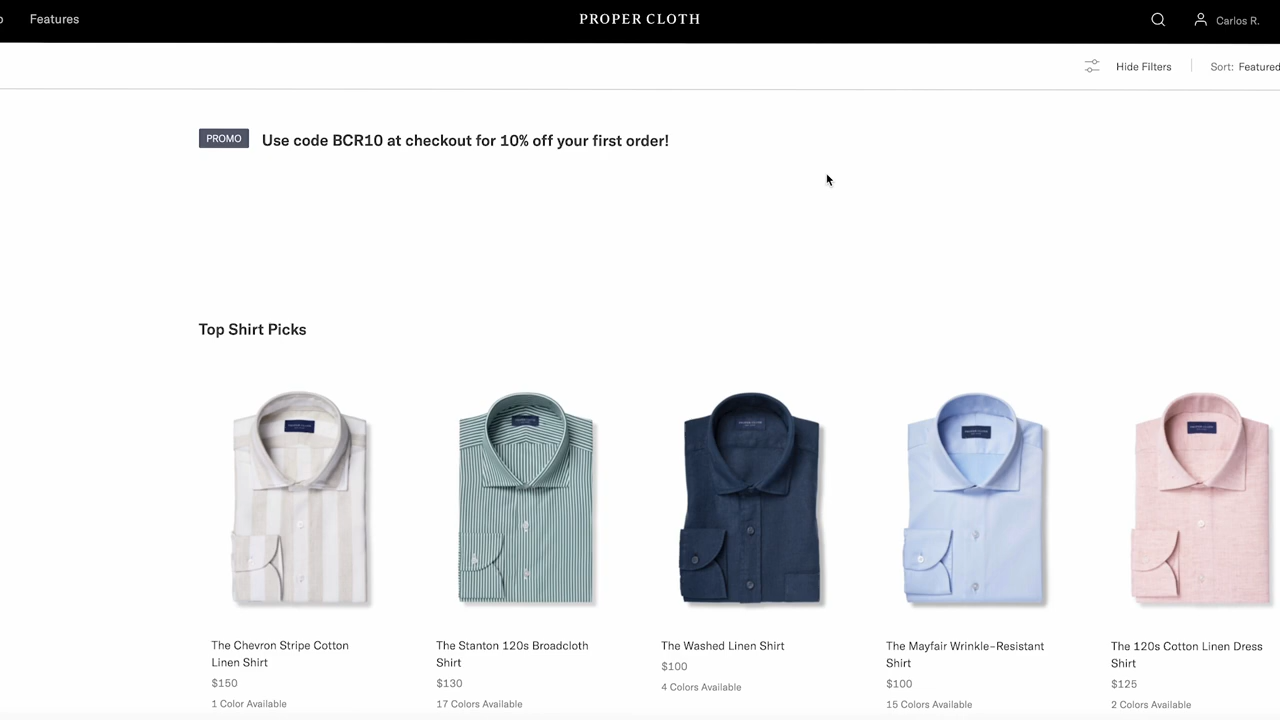 Features
PROPER CLOTH
Carlos R.
Hide Filters
Sort: Featured
PROMO
Use code BCR10 at checkout for 10% off your first order!
Top Shirt Picks
The Chevron Stripe Cotton
Linen Shirt
$150
1 Color Available
The Stanton 120s Broadcloth
Shirt
$130
17 Colors Available
The Washed Linen Shirt
$100
4 Colors Available
The Mayfair Wrinkle-Resistant
Shirt
$100
15 Colors Available
The 120s Cotton Linen Dress
Shirt
$125
2 Colors Available